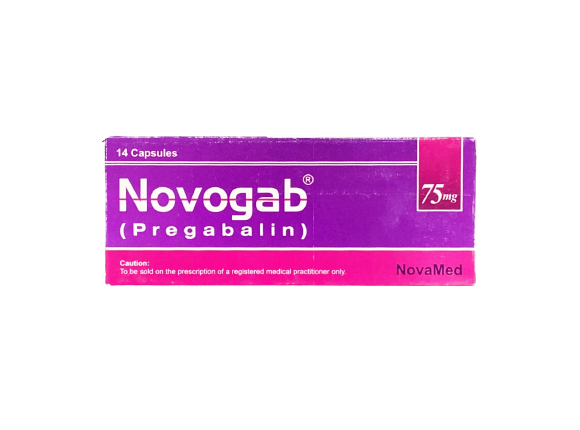 14 Capsules
Novogab®
(Pregabalin)
75mg
Caution:
To be sold on the prescription of a registered medical practitioner only.
NovaMed